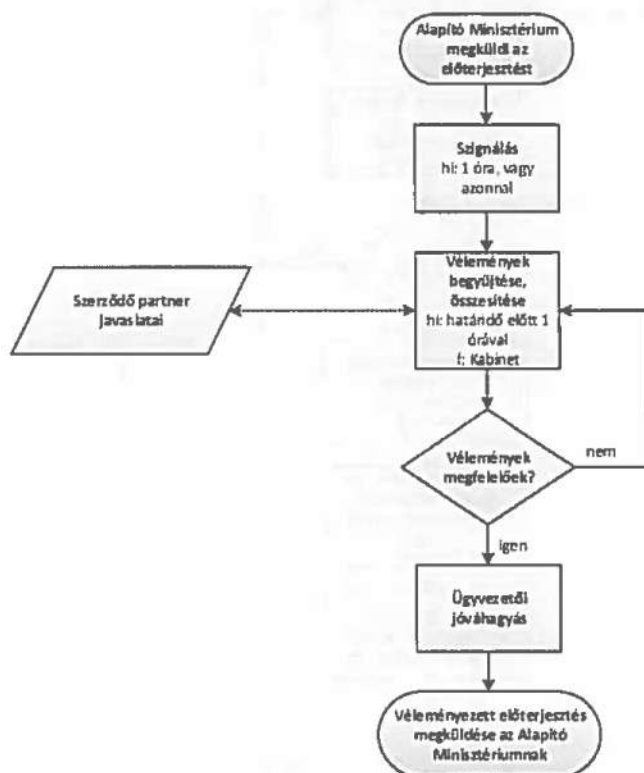 Alapító Minisztérium
megküldi az
előterjesztést
Szignálás
hi: 1 óra, vagy
azonnal
Vélemények
begyűjtése,
összesítése
hi: határidő előtt 1
órával
f: Kabinet
Szerződő partner
javaslatai
Vélemények
megfelelőek?
nem
igen
Ügyvezetői
jóváhagyás
Véleményezett előterjesztés
megküldése az Alapító
Minisztériumnak